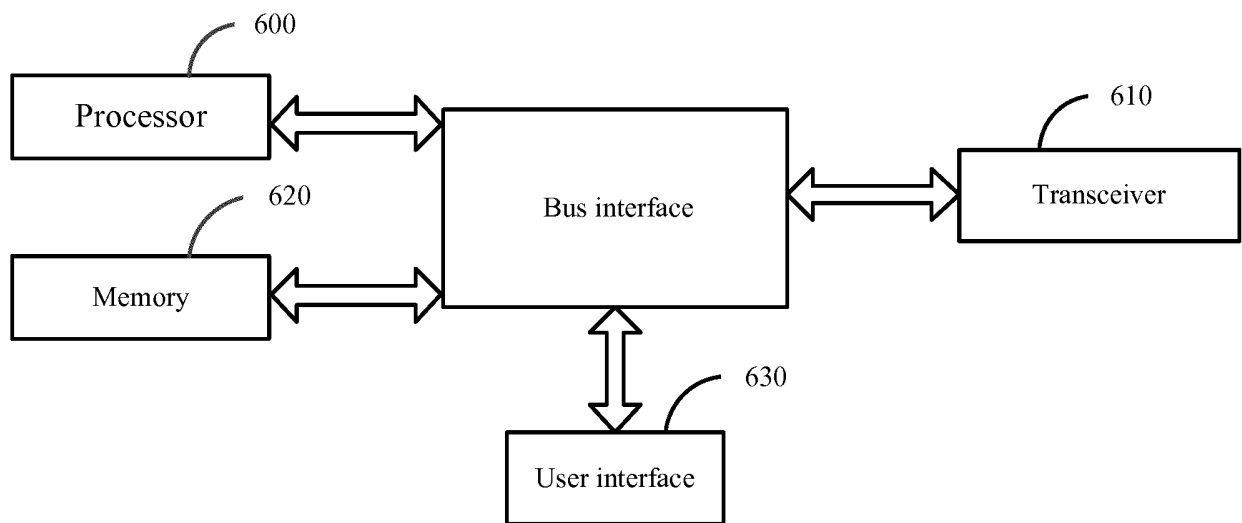 600
Processor
610
Bus interface
Transceiver
620
Memory
630
User interface